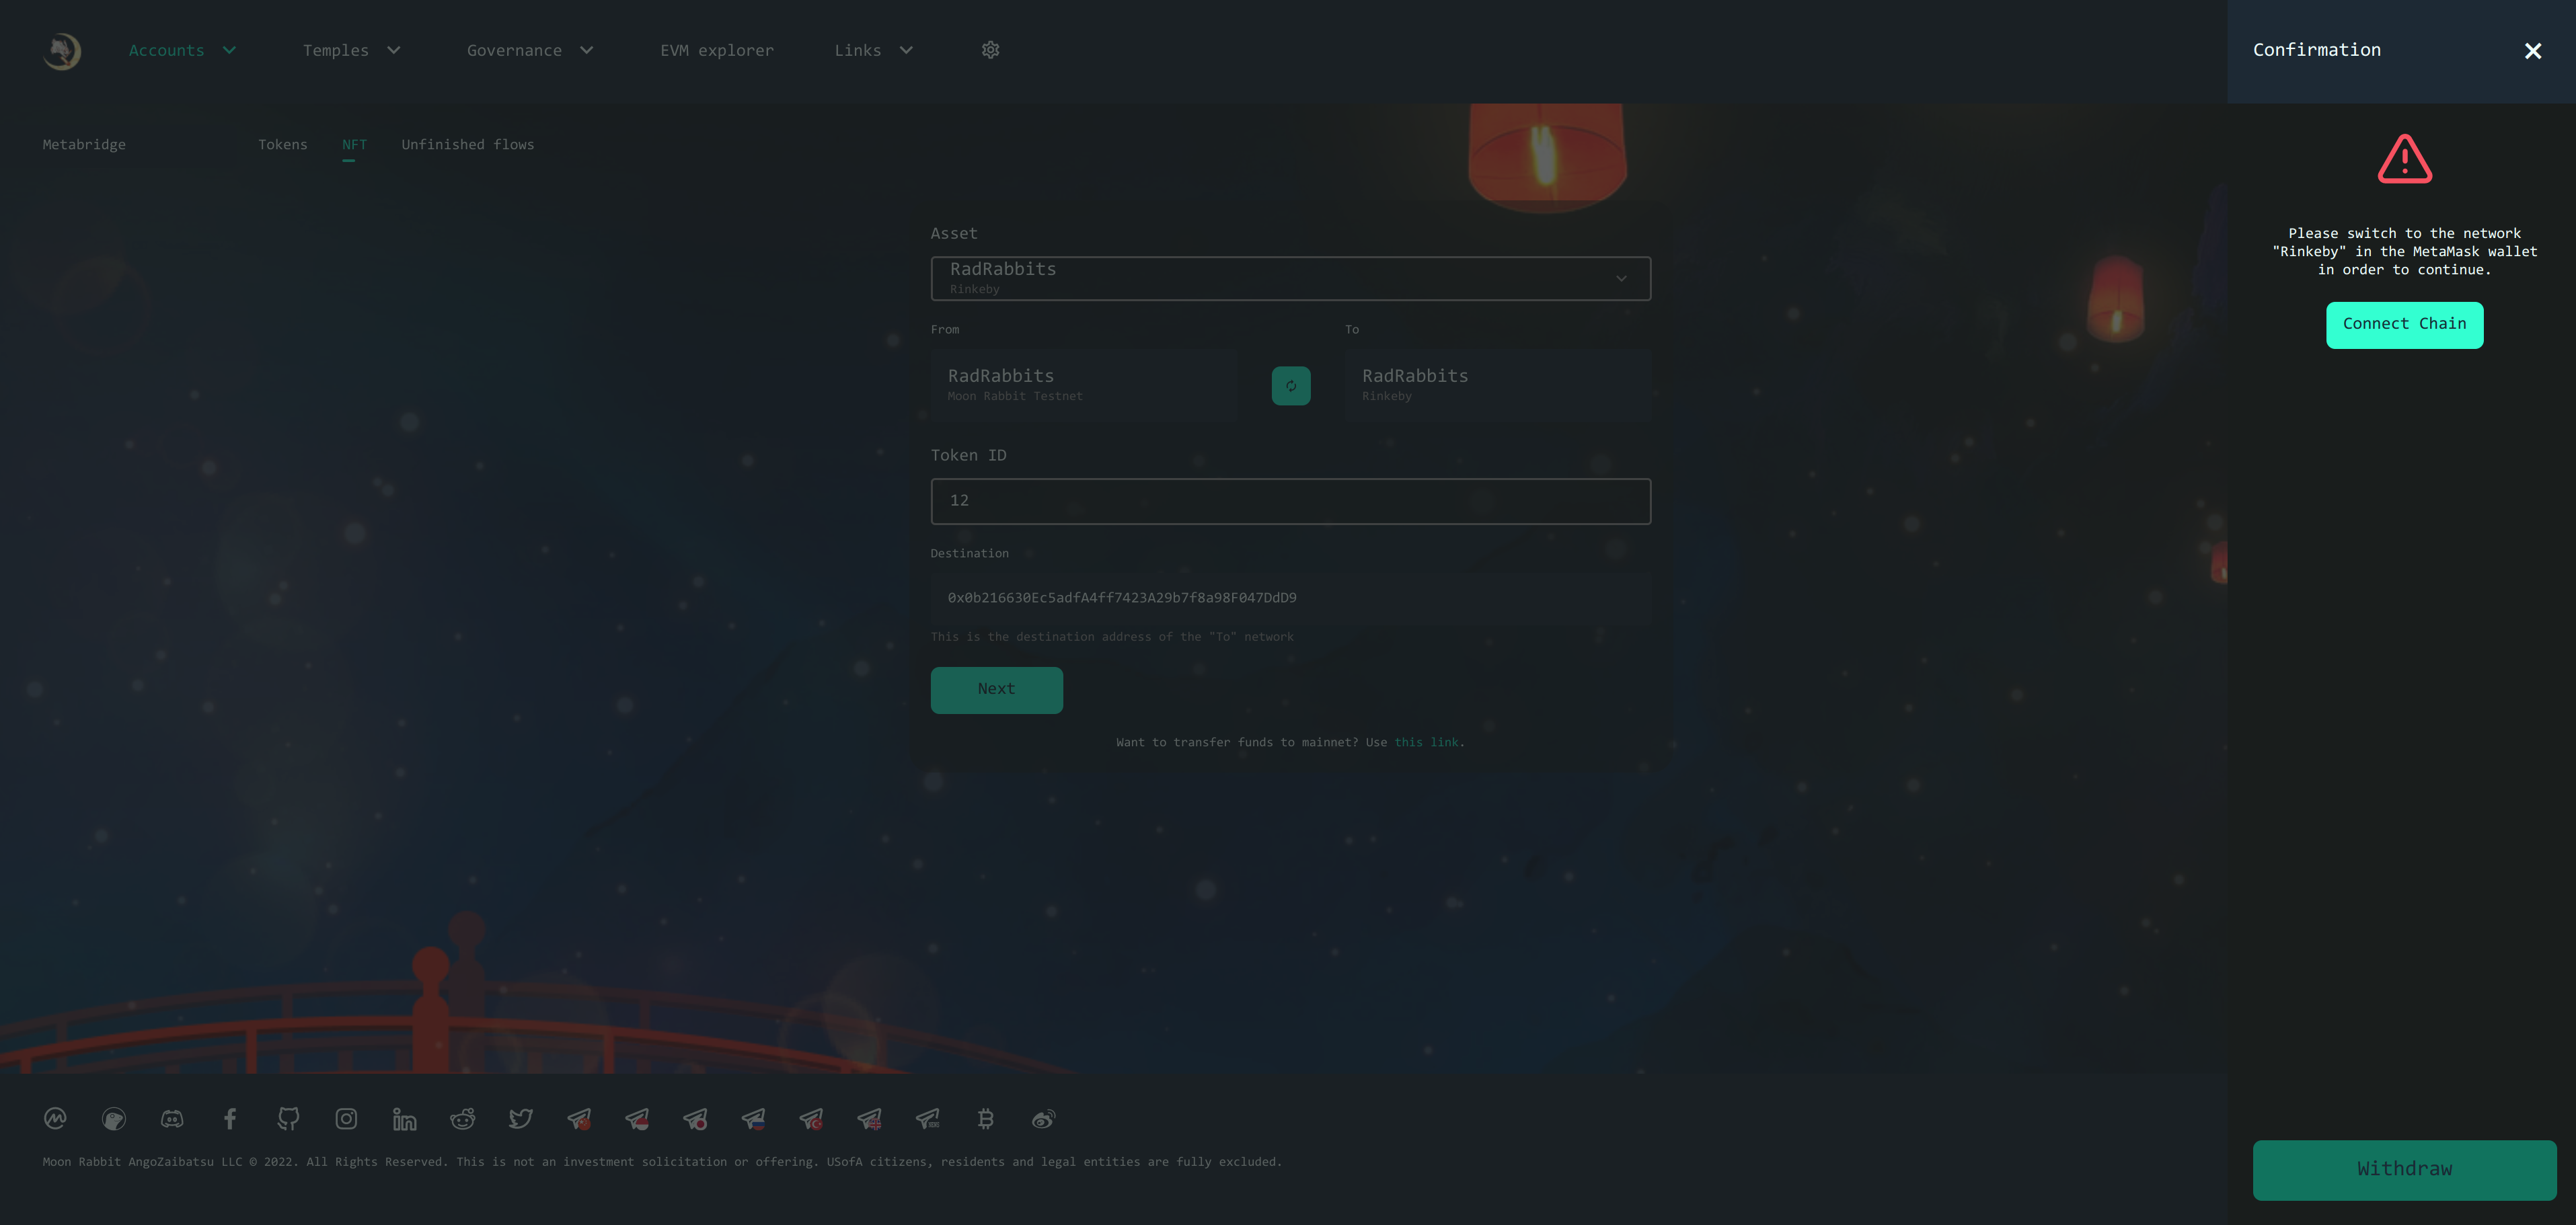 Accounts
Temples
Governance
EVM explorer
Links
Confirmation
Metabridge
Tokens
NFT
Unfinished flows
Please switch to the network
"Rinkeby" in the MetaMask wallet
in order to continue.
Connect Chain
Asset
RadRabbits
Rinkeby
From
To
RadRabbits
Moon Rabbit Testnet
RadRabbits
Rinkeby
Token ID
12
Destination
0x0b216630Ec5adfA4ff7423A29b7f8a98F047DdD9
This is the destination address of the "To" network
Next
Want to transfer funds to mainnet? Use this link.
Moon Rabbit AngoZaibatsu LLC © 2022. All Rights Reserved. This is not an investment solicitation or offering. USofA citizens, residents and legal entities are fully excluded.
Withdraw